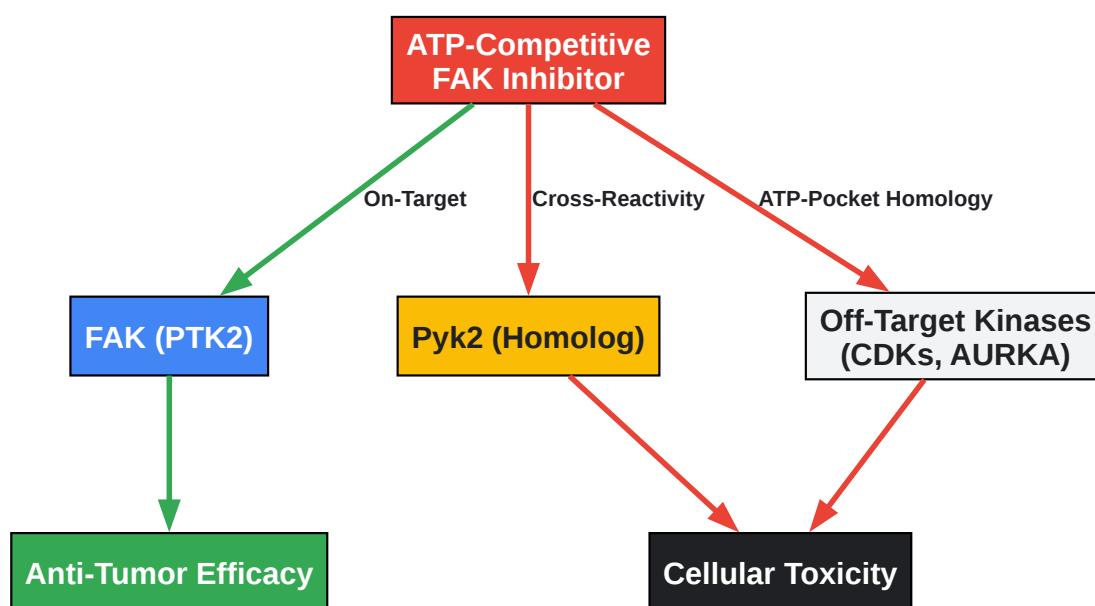 ATP-Competitive
FAK Inhibitor
On-Target
Cross-Reactivity
ATP-Pocket Homology
FAK (PTK2)
Pyk2 (Homolog)
Off-Target Kinases
(CDKs, AURKA)
Anti-Tumor Efficacy
Cellular Toxicity